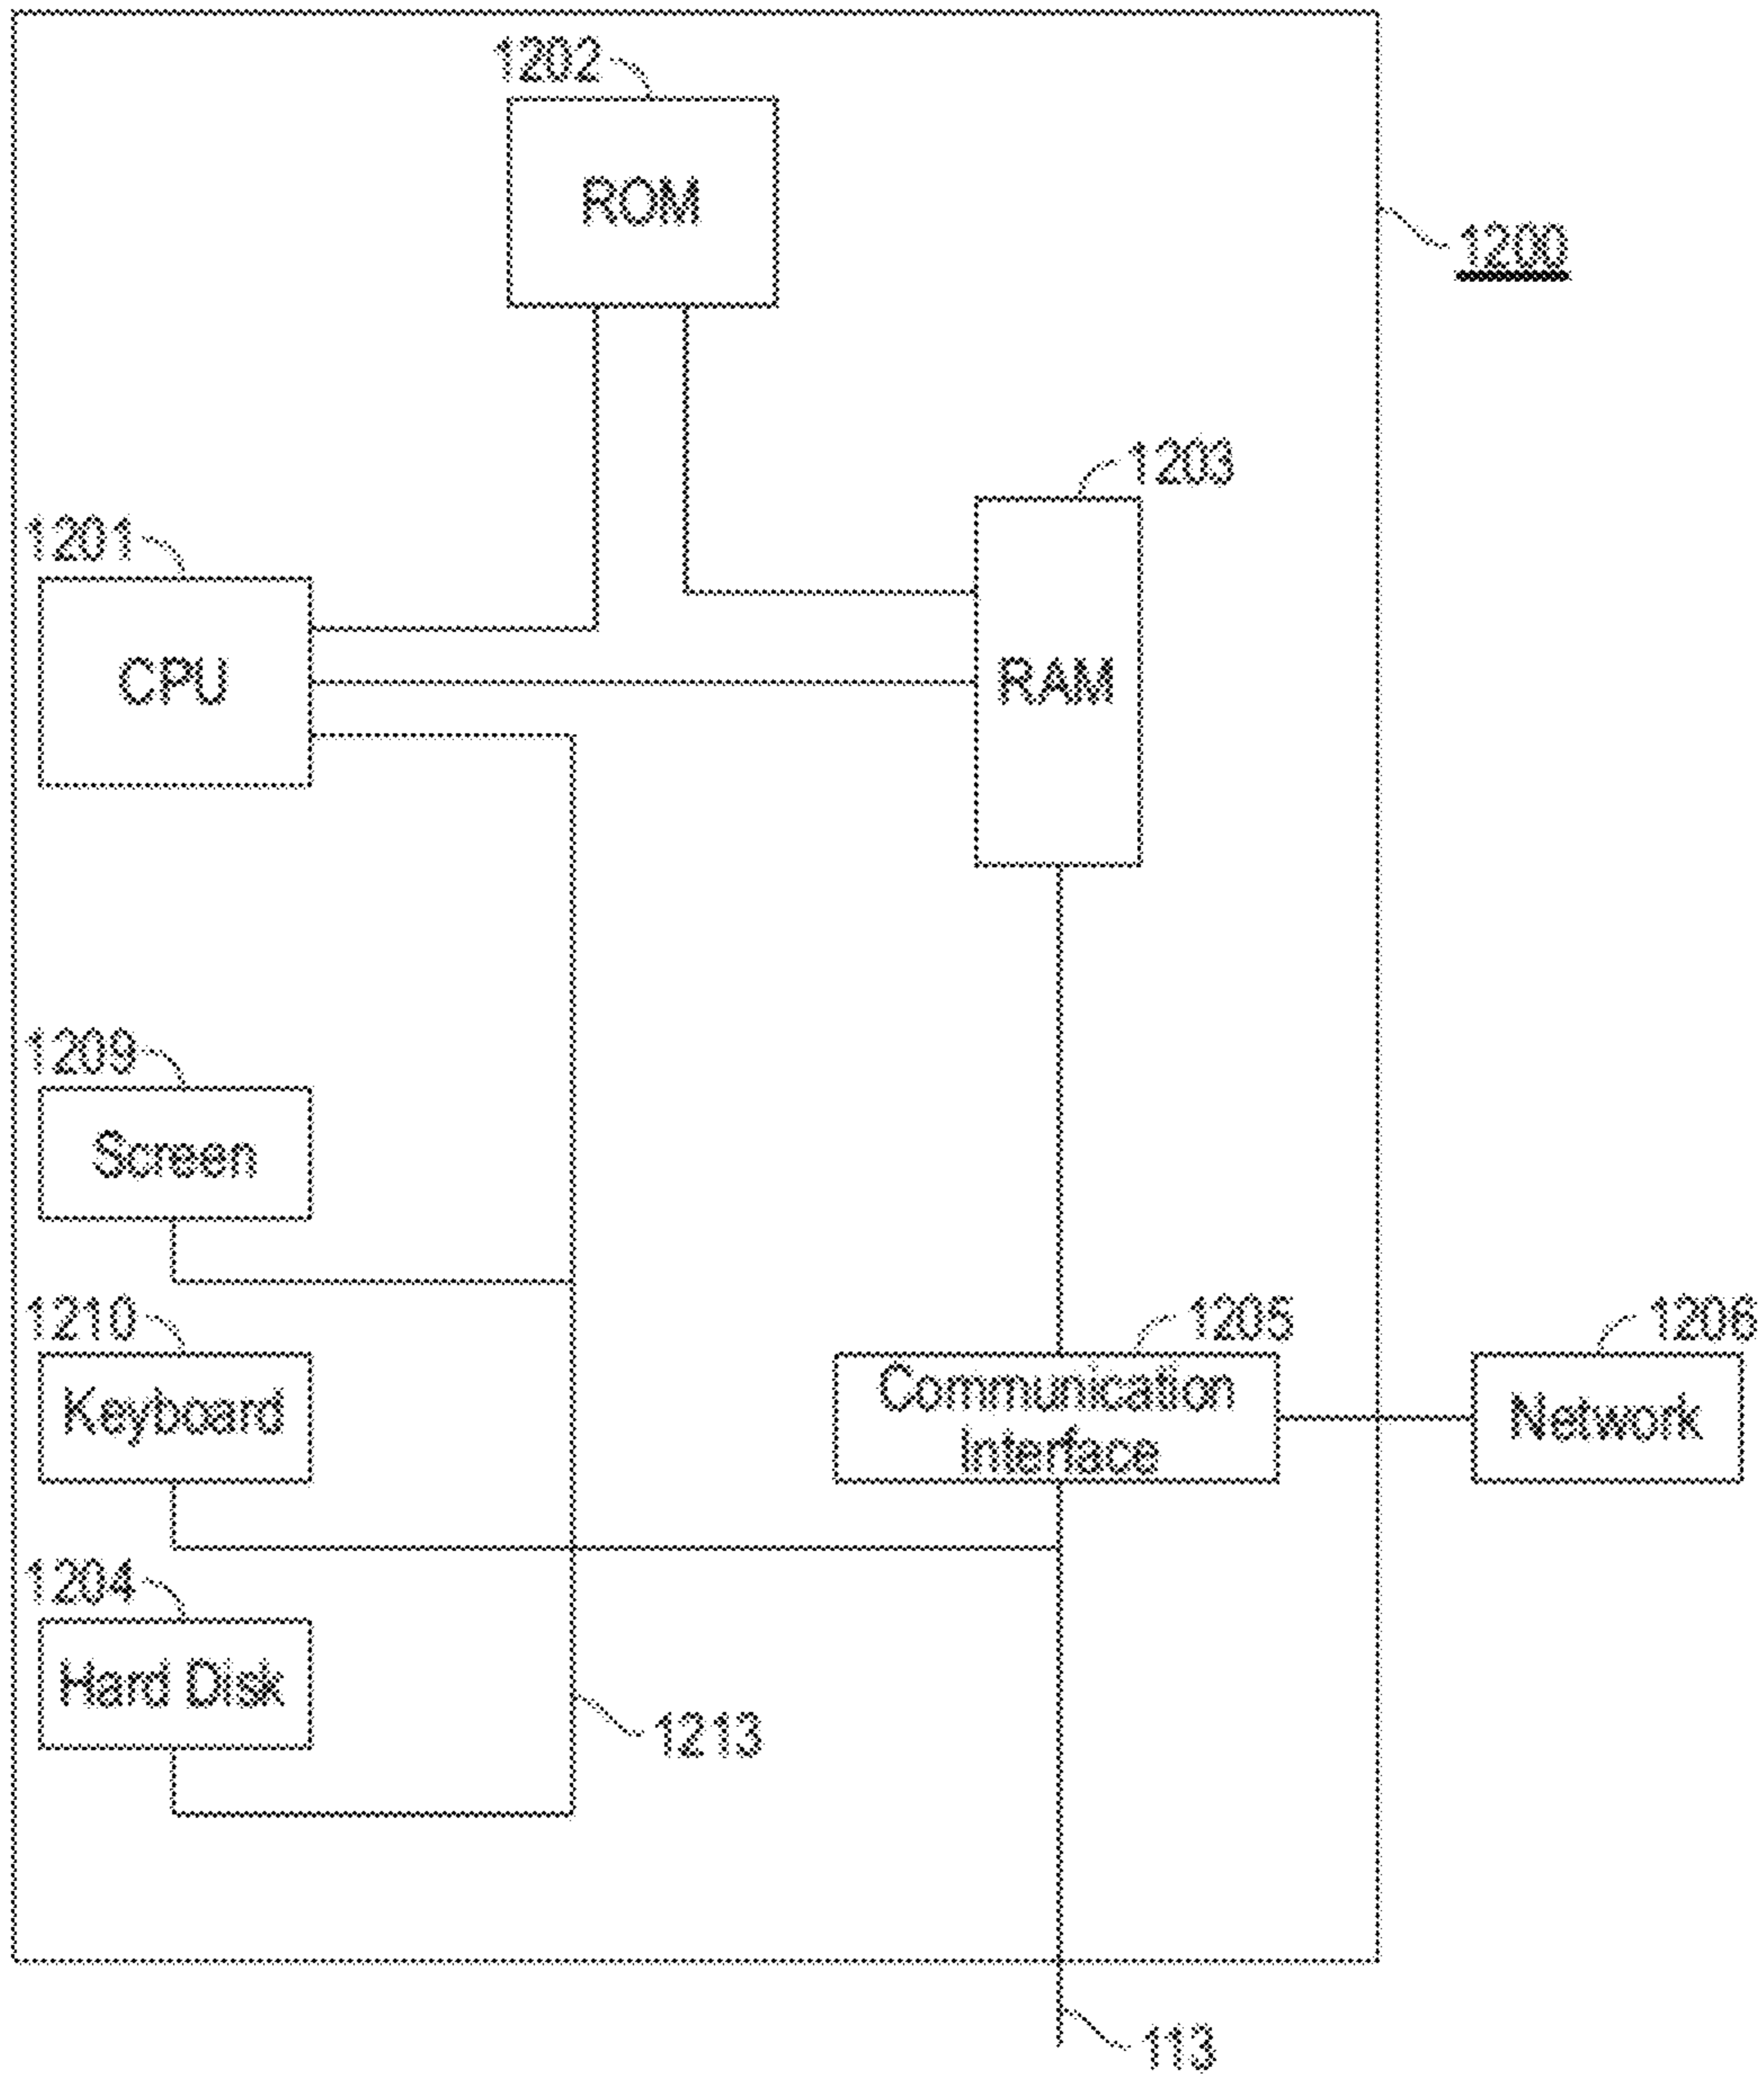 1202
ROM
1200
1203
1201
CPU
RAM
1209
Screen
1210
1205
1206
Keyboard
Communication
Interface
Network
1204
Hard Disk
1213
113